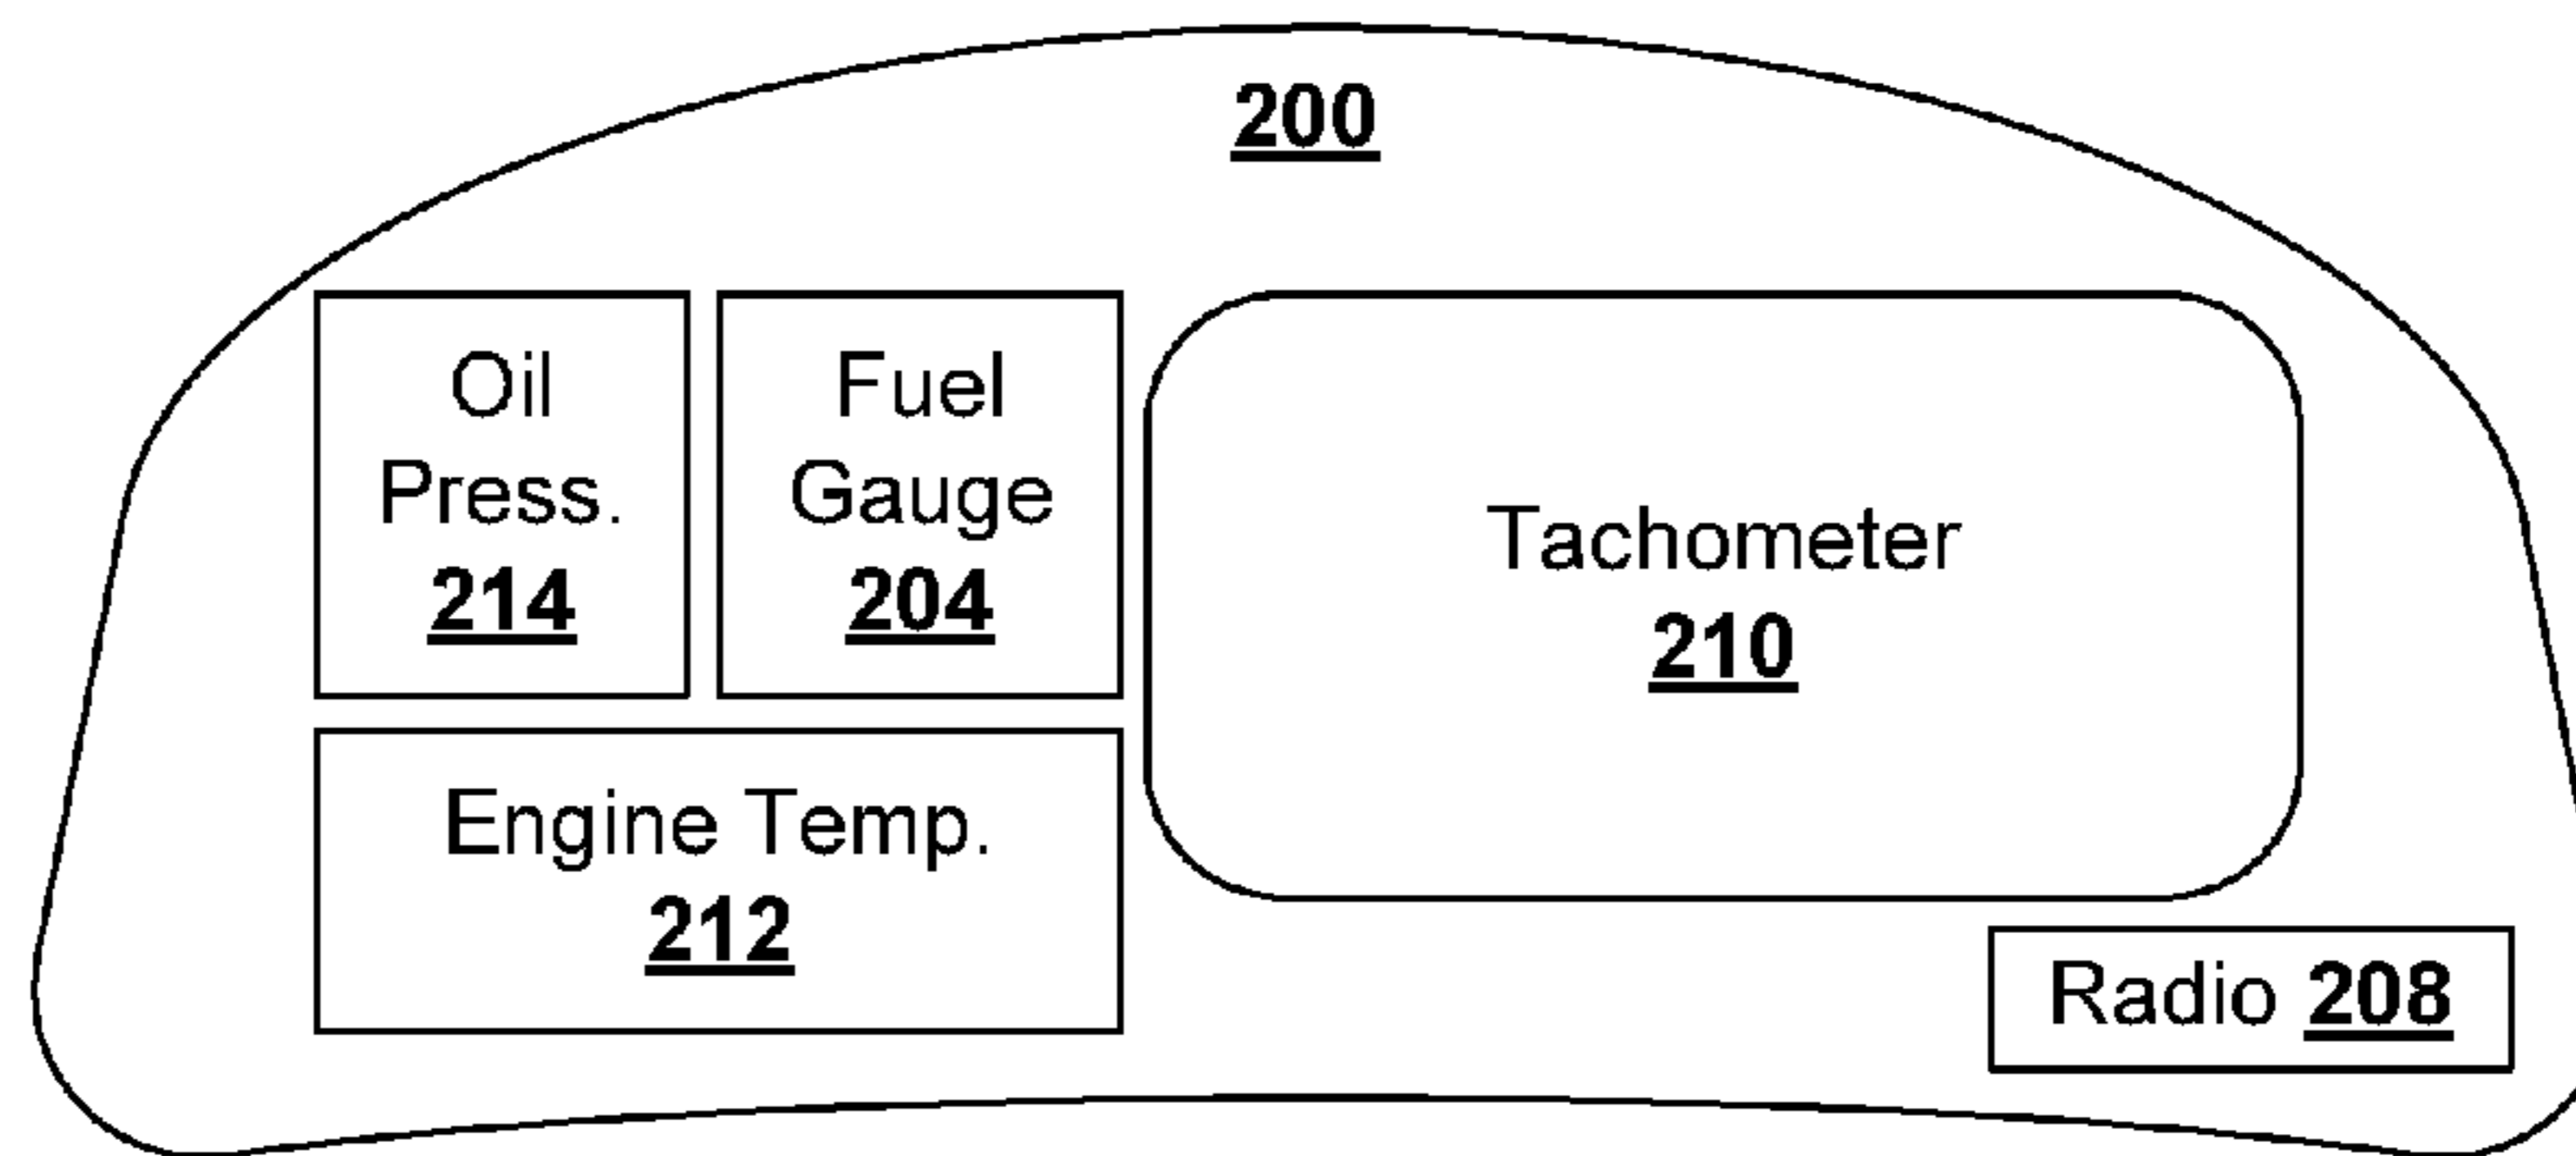 200
Oil
Press.
214
Fuel
Gauge
204
Tachometer
210
Engine Temp.
212
Radio 208